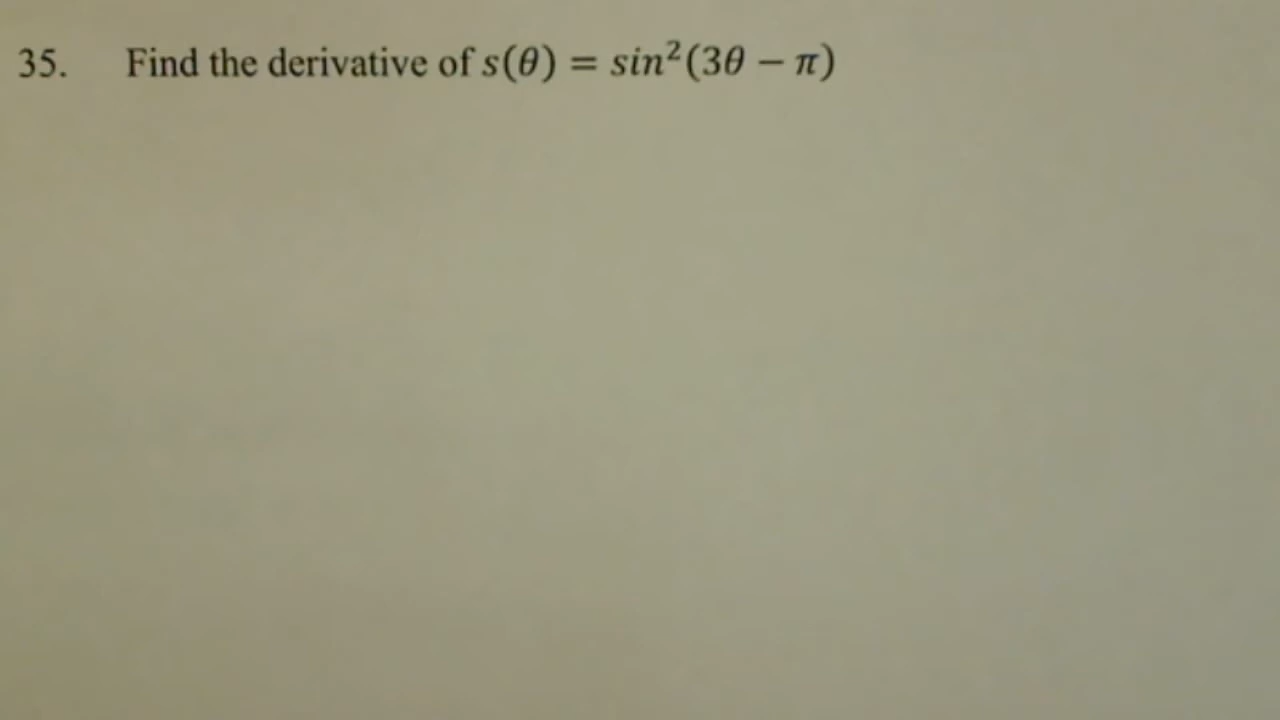 35. Find the derivative of s(θ) = sin²(3θ − π)